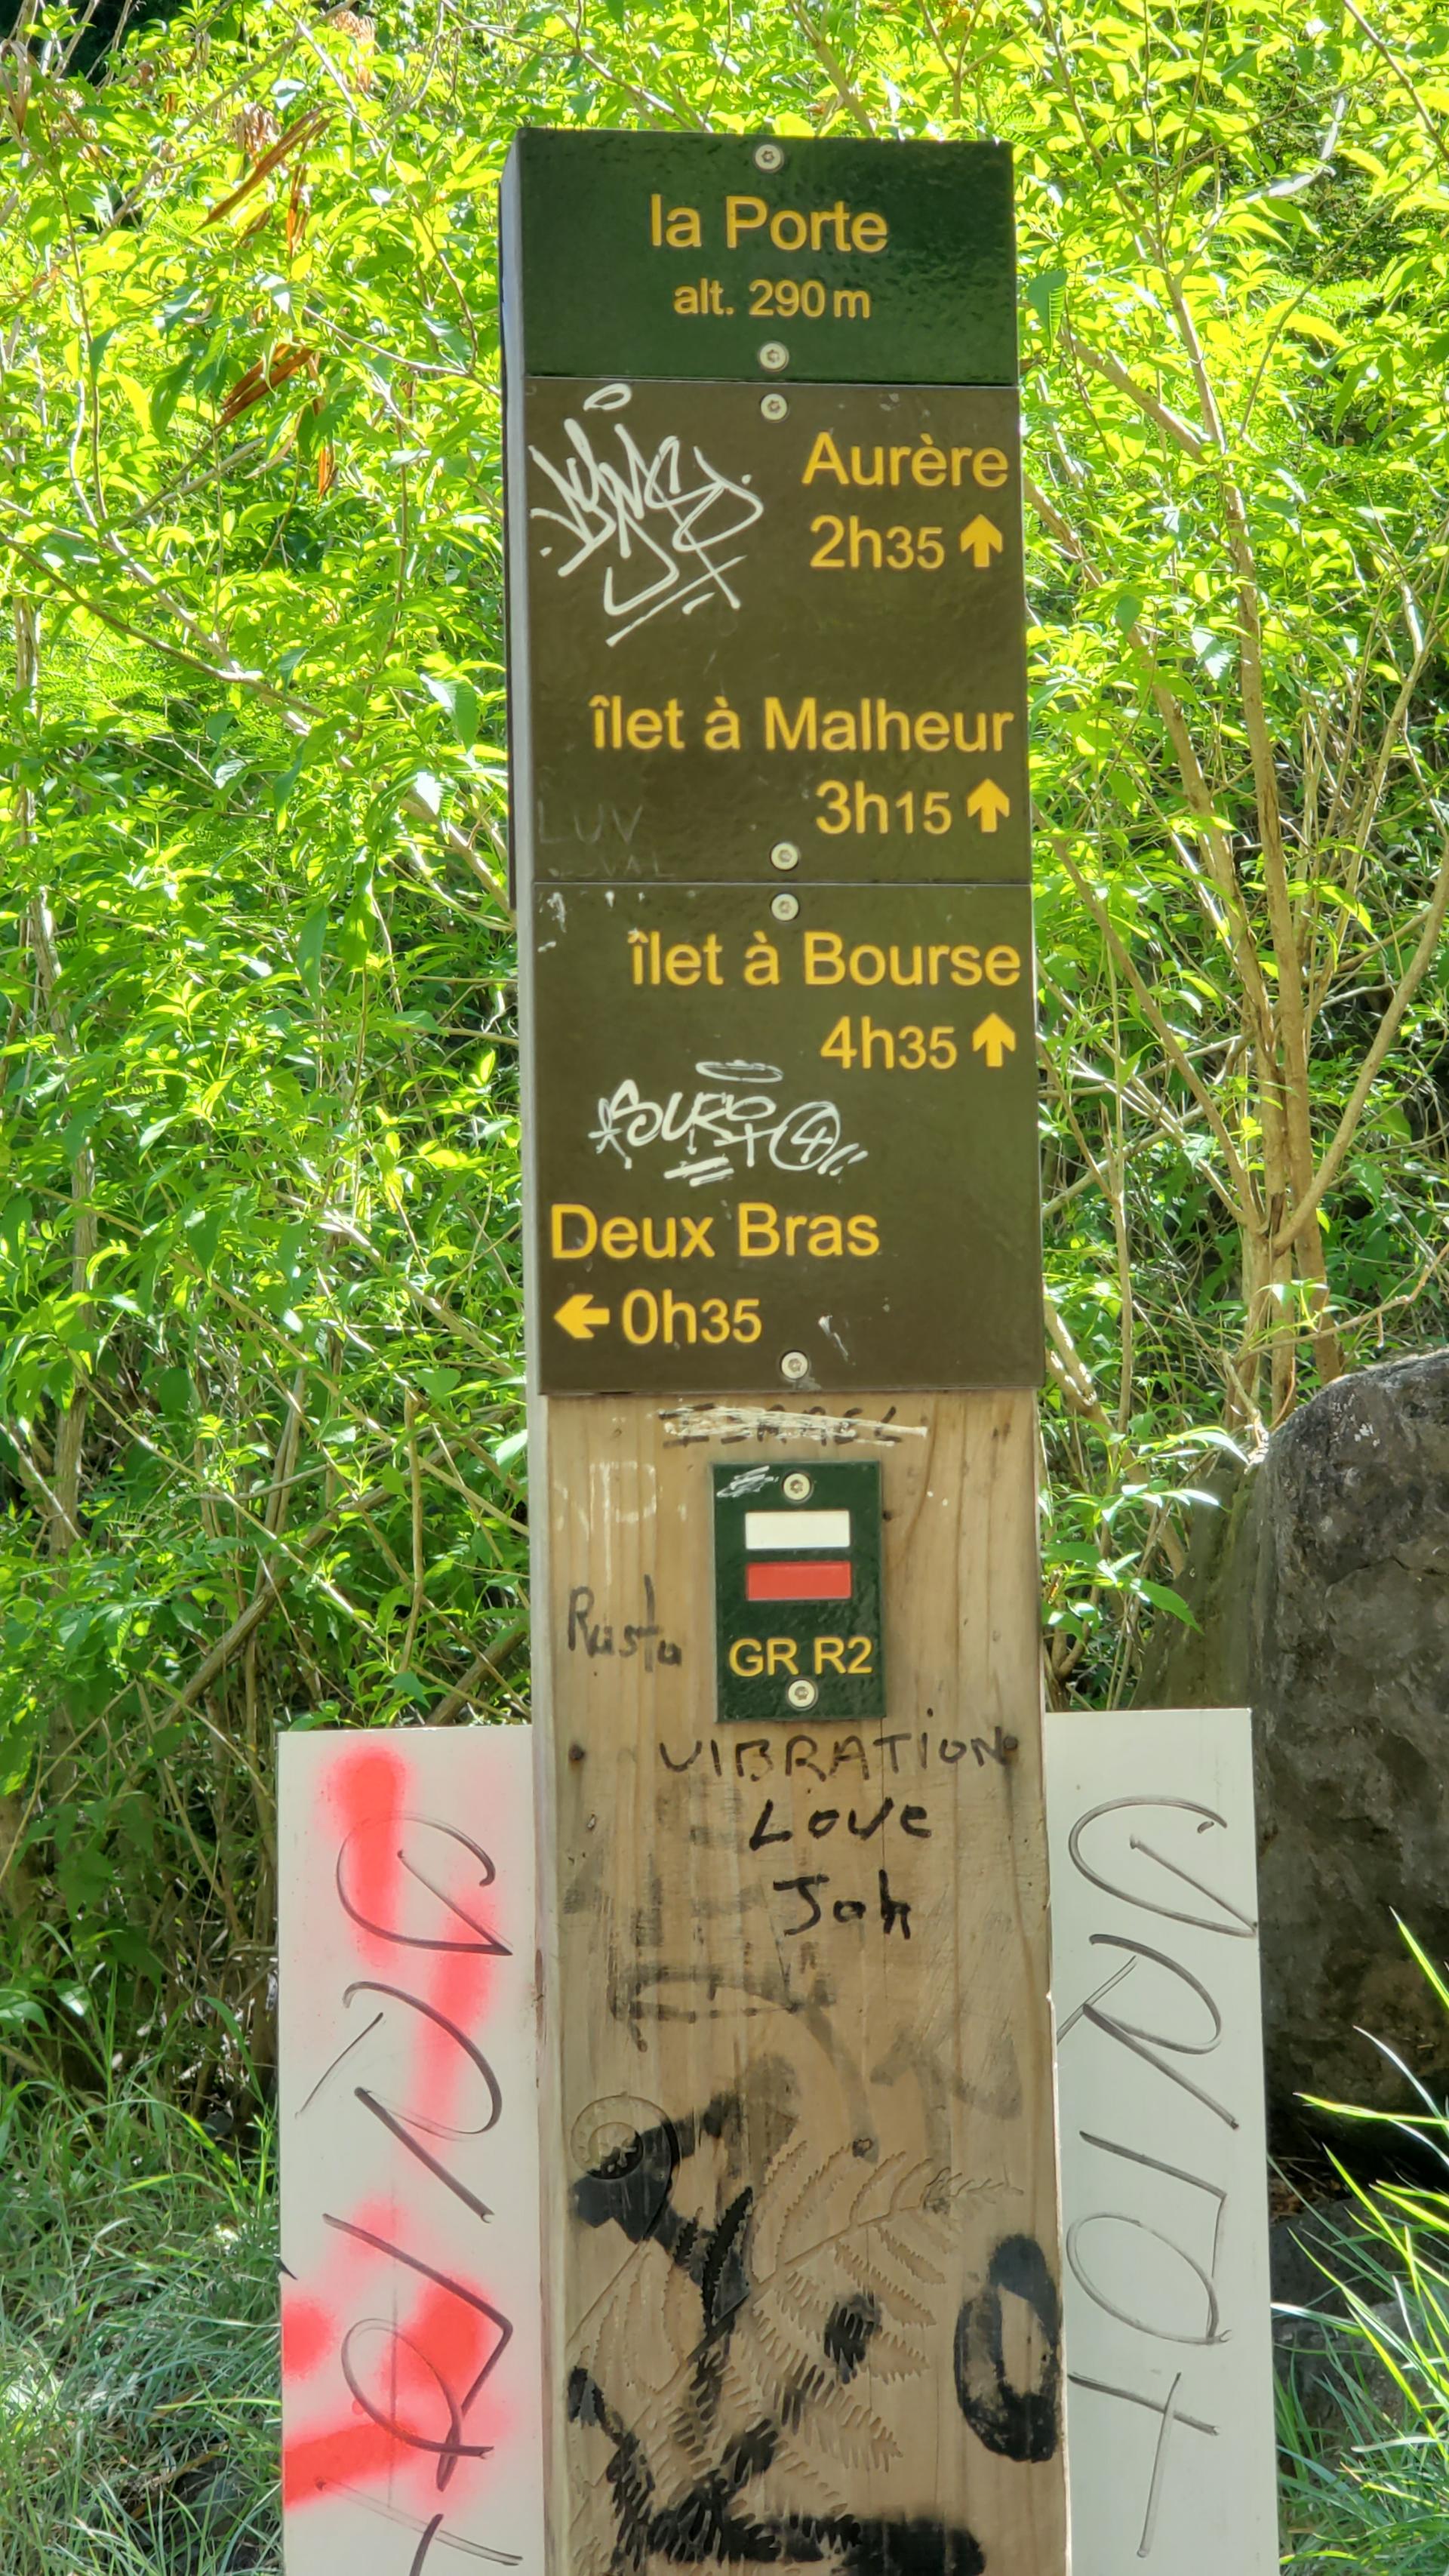 la Porte
alt. 290 m
Aurère
2h35
îlet à Malheur
3h15
LUV
îlet à Bourse
4h35
Deux Bras
0h35
GR R2
Rasta
VIBRATION
Love
Jah